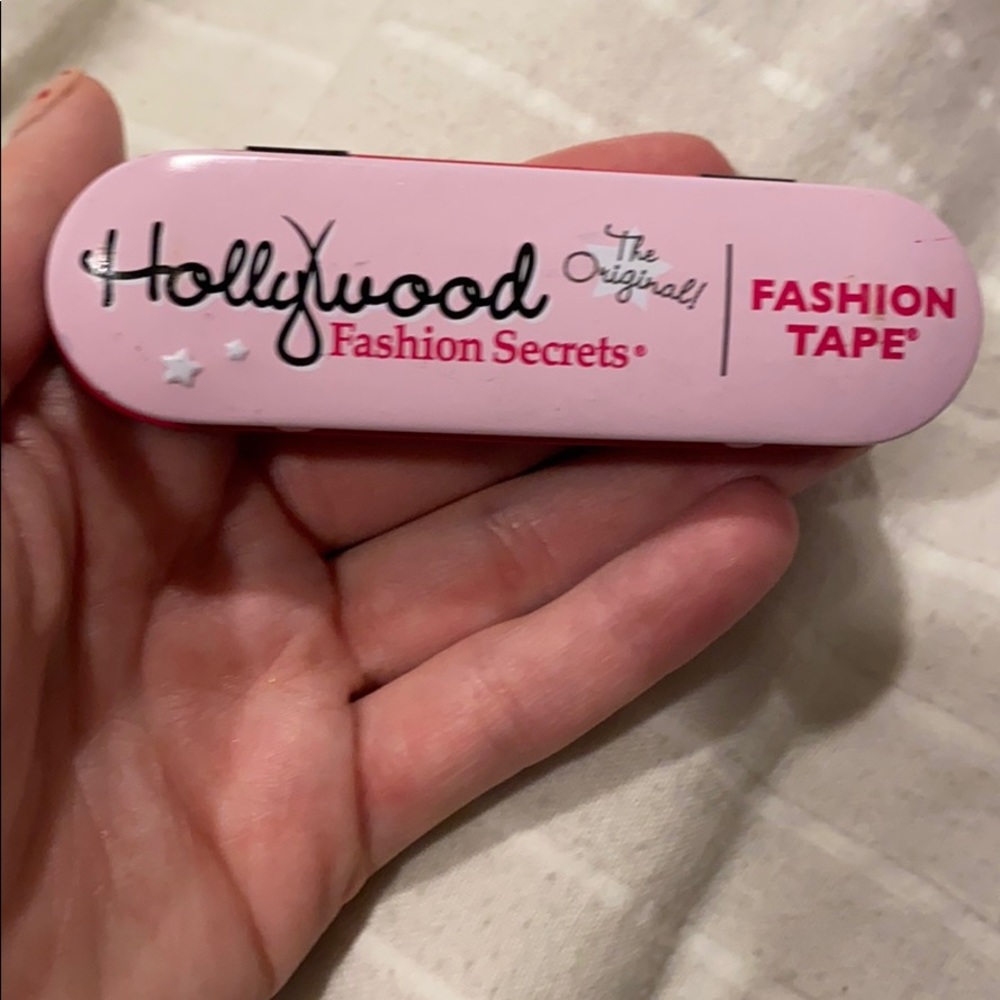 Hollywood
Fashion Secrets®
The
Original!
FASHION
TAPE®